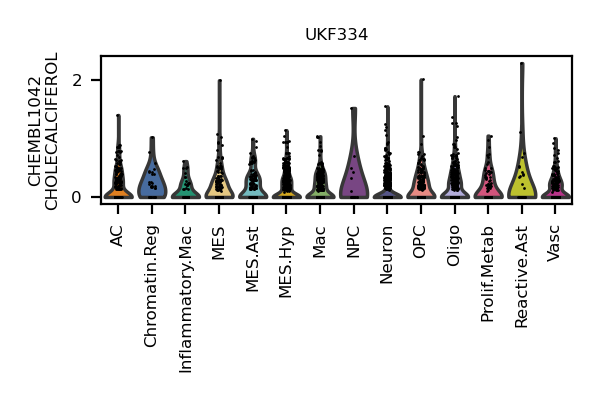 UKF334
CHEMBL1042
CHOLECALCIFEROL
2
0
AC
Chromatin.Reg
Inflammatory.Mac
MES
MES.Ast
MES.Hyp
Mac
NPC
Neuron
OPC
Oligo
Prolif.Metab
Reactive.Ast
Vasc